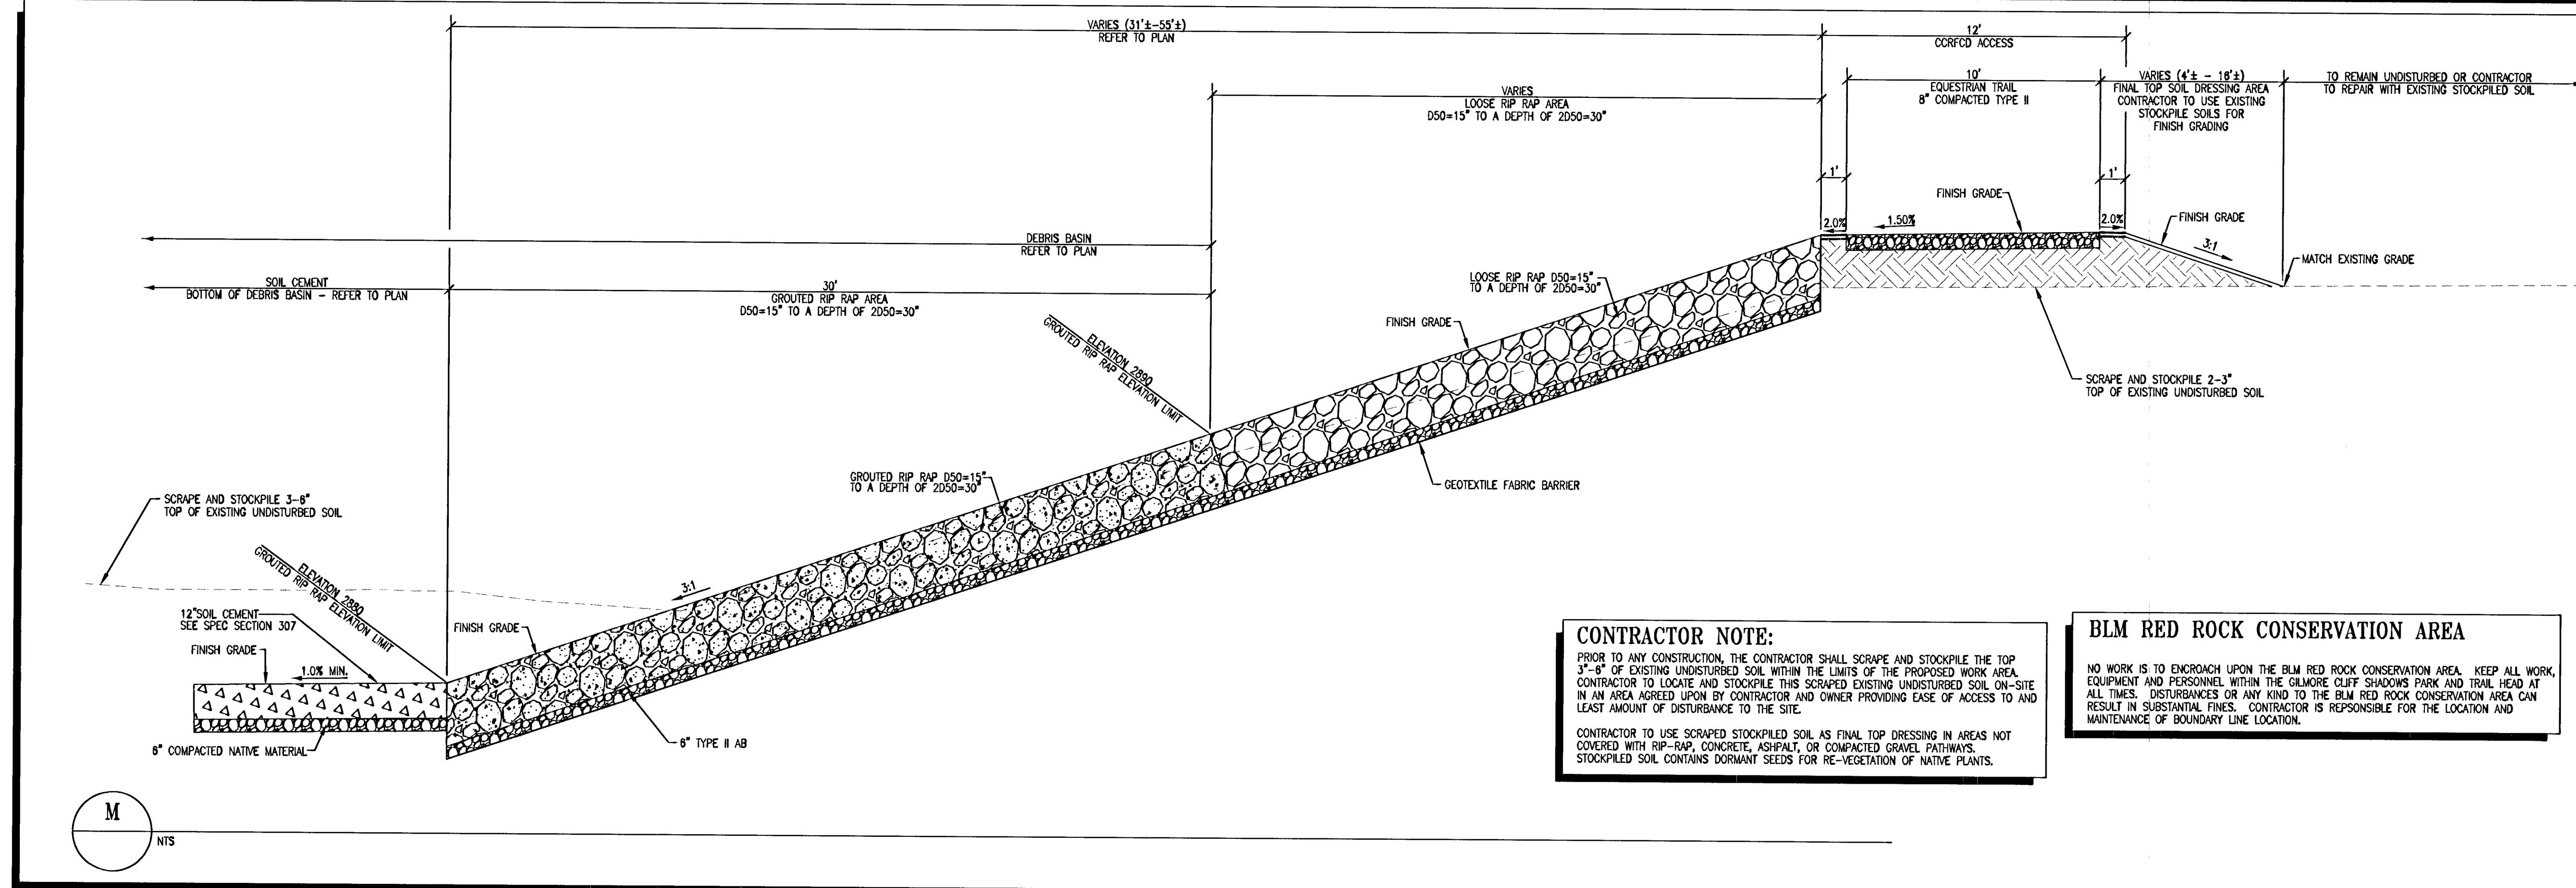 VARIES (31'±-55'±)
REFER TO PLAN
12'
CCRFCD ACCESS
VARIES
LOOSE RIP RAP AREA
D50=15" TO A DEPTH OF 2D50=30"
10'
EQUESTRIAN TRAIL
8" COMPACTED TYPE II
VARIES (4'± - 16'±)
FINAL TOP SOIL DRESSING AREA
CONTRACTOR TO USE EXISTING
STOCKPILE SOILS FOR
FINISH GRADING
TO REMAIN UNDISTURBED OR CONTRACTOR
TO REPAIR WITH EXISTING STOCKPILED SOIL
1'
1'
FINISH GRADE
2.0%
1.50%
2.0%
FINISH GRADE
3:1
MATCH EXISTING GRADE
DEBRIS BASIN
REFER TO PLAN
SOIL CEMENT
BOTTOM OF DEBRIS BASIN - REFER TO PLAN
30'
GROUTED RIP RAP AREA
D50=15" TO A DEPTH OF 2D50=30"
LOOSE RIP RAP D50=15"
TO A DEPTH OF 2D50=30"
FINISH GRADE
ELEVATION 2890
GROUTED RIP RAP ELEVATION LIMIT
SCRAPE AND STOCKPILE 2-3"
TOP OF EXISTING UNDISTURBED SOIL
GROUTED RIP RAP D50=15"
TO A DEPTH OF 2D50=30"
GEOTEXTILE FABRIC BARRIER
SCRAPE AND STOCKPILE 3-6"
TOP OF EXISTING UNDISTURBED SOIL
ELEVATION 2880
GROUTED RIP RAP ELEVATION LIMIT
3:1
12"SOIL CEMENT
SEE SPEC SECTION 307
FINISH GRADE
FINISH GRADE
1.0% MIN.
6" COMPACTED NATIVE MATERIAL
6" TYPE II AB
CONTRACTOR NOTE:
PRIOR TO ANY CONSTRUCTION, THE CONTRACTOR SHALL SCRAPE AND STOCKPILE THE TOP
3"-6" OF EXISTING UNDISTURBED SOIL WITHIN THE LIMITS OF THE PROPOSED WORK AREA.
CONTRACTOR TO LOCATE AND STOCKPILE THIS SCRAPED EXISTING UNDISTURBED SOIL ON-SITE
IN AN AREA AGREED UPON BY CONTRACTOR AND OWNER PROVIDING EASE OF ACCESS TO AND
LEAST AMOUNT OF DISTURBANCE TO THE SITE.
CONTRACTOR TO USE SCRAPED STOCKPILED SOIL AS FINAL TOP DRESSING IN AREAS NOT
COVERED WITH RIP-RAP, CONCRETE, ASHPALT, OR COMPACTED GRAVEL PATHWAYS.
STOCKPILED SOIL CONTAINS DORMANT SEEDS FOR RE-VEGETATION OF NATIVE PLANTS.
BLM RED ROCK CONSERVATION AREA
NO WORK IS TO ENCROACH UPON THE BLM RED ROCK CONSERVATION AREA. KEEP ALL WORK,
EQUIPMENT AND PERSONNEL WITHIN THE GILMORE CLIFF SHADOWS PARK AND TRAIL HEAD AT
ALL TIMES. DISTURBANCES OR ANY KIND TO THE BLM RED ROCK CONSERVATION AREA CAN
RESULT IN SUBSTANTIAL FINES. CONTRACTOR IS REPSONSIBLE FOR THE LOCATION AND
MAINTENANCE OF BOUNDARY LINE LOCATION.
M
NTS